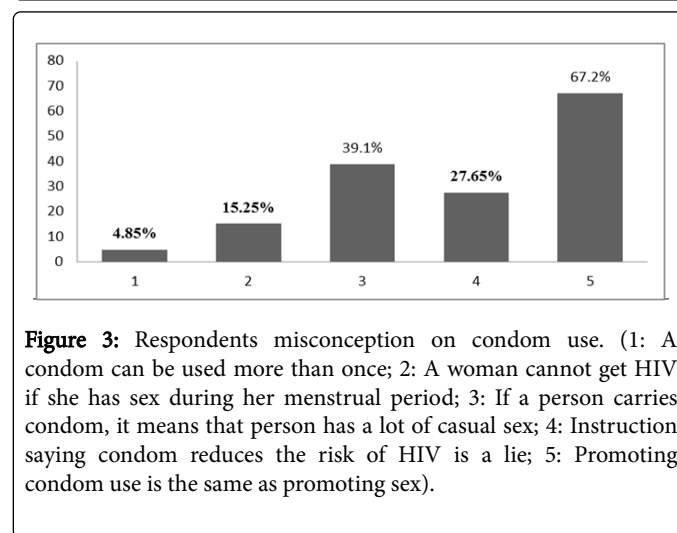 80
70
60
50
40
30
20
10
0
4.85%
15.25%
39.1%
27.65%
67.2%
1 2 3 4 5
Figure 3: Respondents misconception on condom use. (1: A
condom can be used more than once; 2: A woman cannot get HIV
if she has sex during her menstrual period; 3: If a person carries
condom, it means that person has a lot of casual sex; 4: Instruction
saying condom reduces the risk of HIV is a lie; 5: Promoting
condom use is the same as promoting sex).